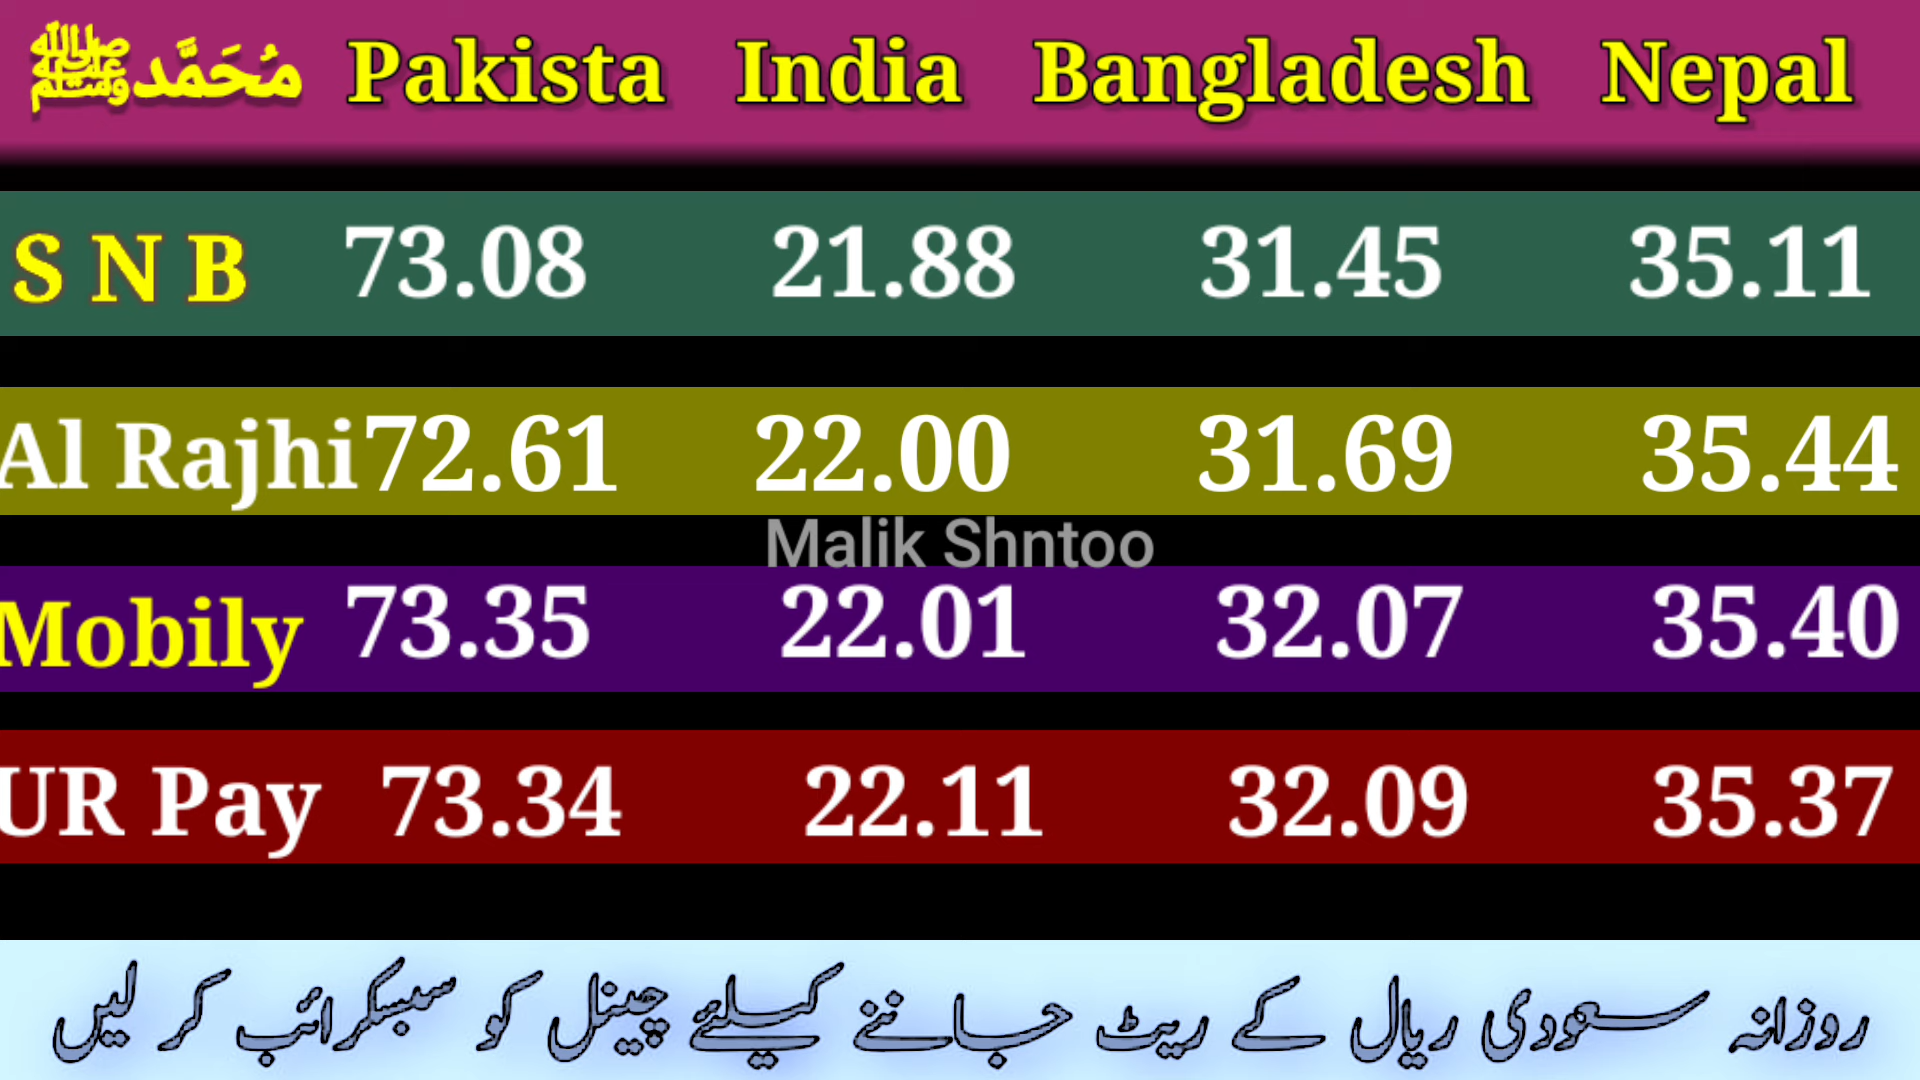 محَمَّدﷺ Pakista India Bangladesh Nepal
S N B 73.08 21.88 31.45 35.11
Al Rajhi 72.61 22.00 31.69 35.44
Malik Shntoo
Mobily 73.35 22.01 32.07 35.40
UR Pay 73.34 22.11 32.09 35.37
روزانہ سعودی ریال کے ریٹ جاننے کیلئے چینل کو سبسکرائب کر لیں